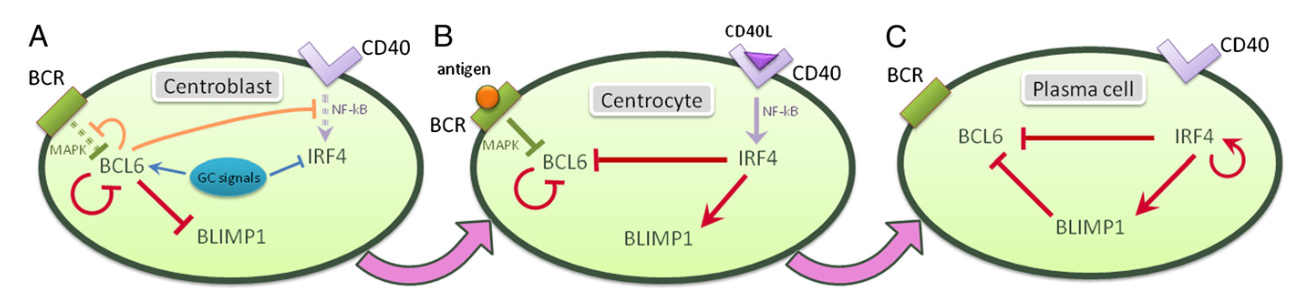 A
BCR
Centroblast
CD40
NF-kB
MAPK
BCL6
GC signals
IRF4
BLIMP1
B
antigen
BCR
Centrocyte
CD40L
CD40
NF-kB
MAPK
BCL6
IRF4
BLIMP1
C
BCR
Plasma cell
CD40
BCL6
IRF4
BLIMP1